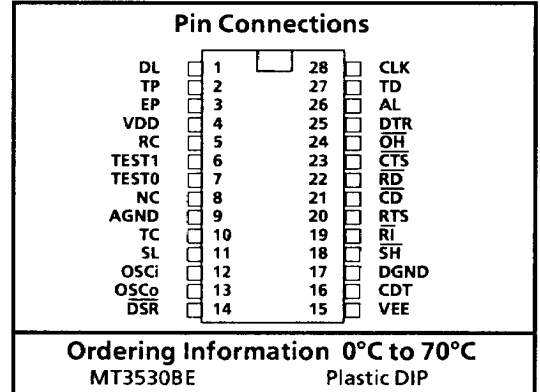 Pin Connections
DL 1 28 CLK
TP 2 27 TD
EP 3 26 AL
VDD 4 25 DTR
RC 5 24 OH
TEST1 6 23 CTS
TEST0 7 22 RD
NC 8 21 CD
AGND 9 20 RTS
TC 10 19 RI
SL 11 18 SH
OSCi 12 17 DGND
OSCo 13 16 CDT
DSR 14 15 VEE
Ordering Information 0°C to 70°C
MT3530BE Plastic DIP